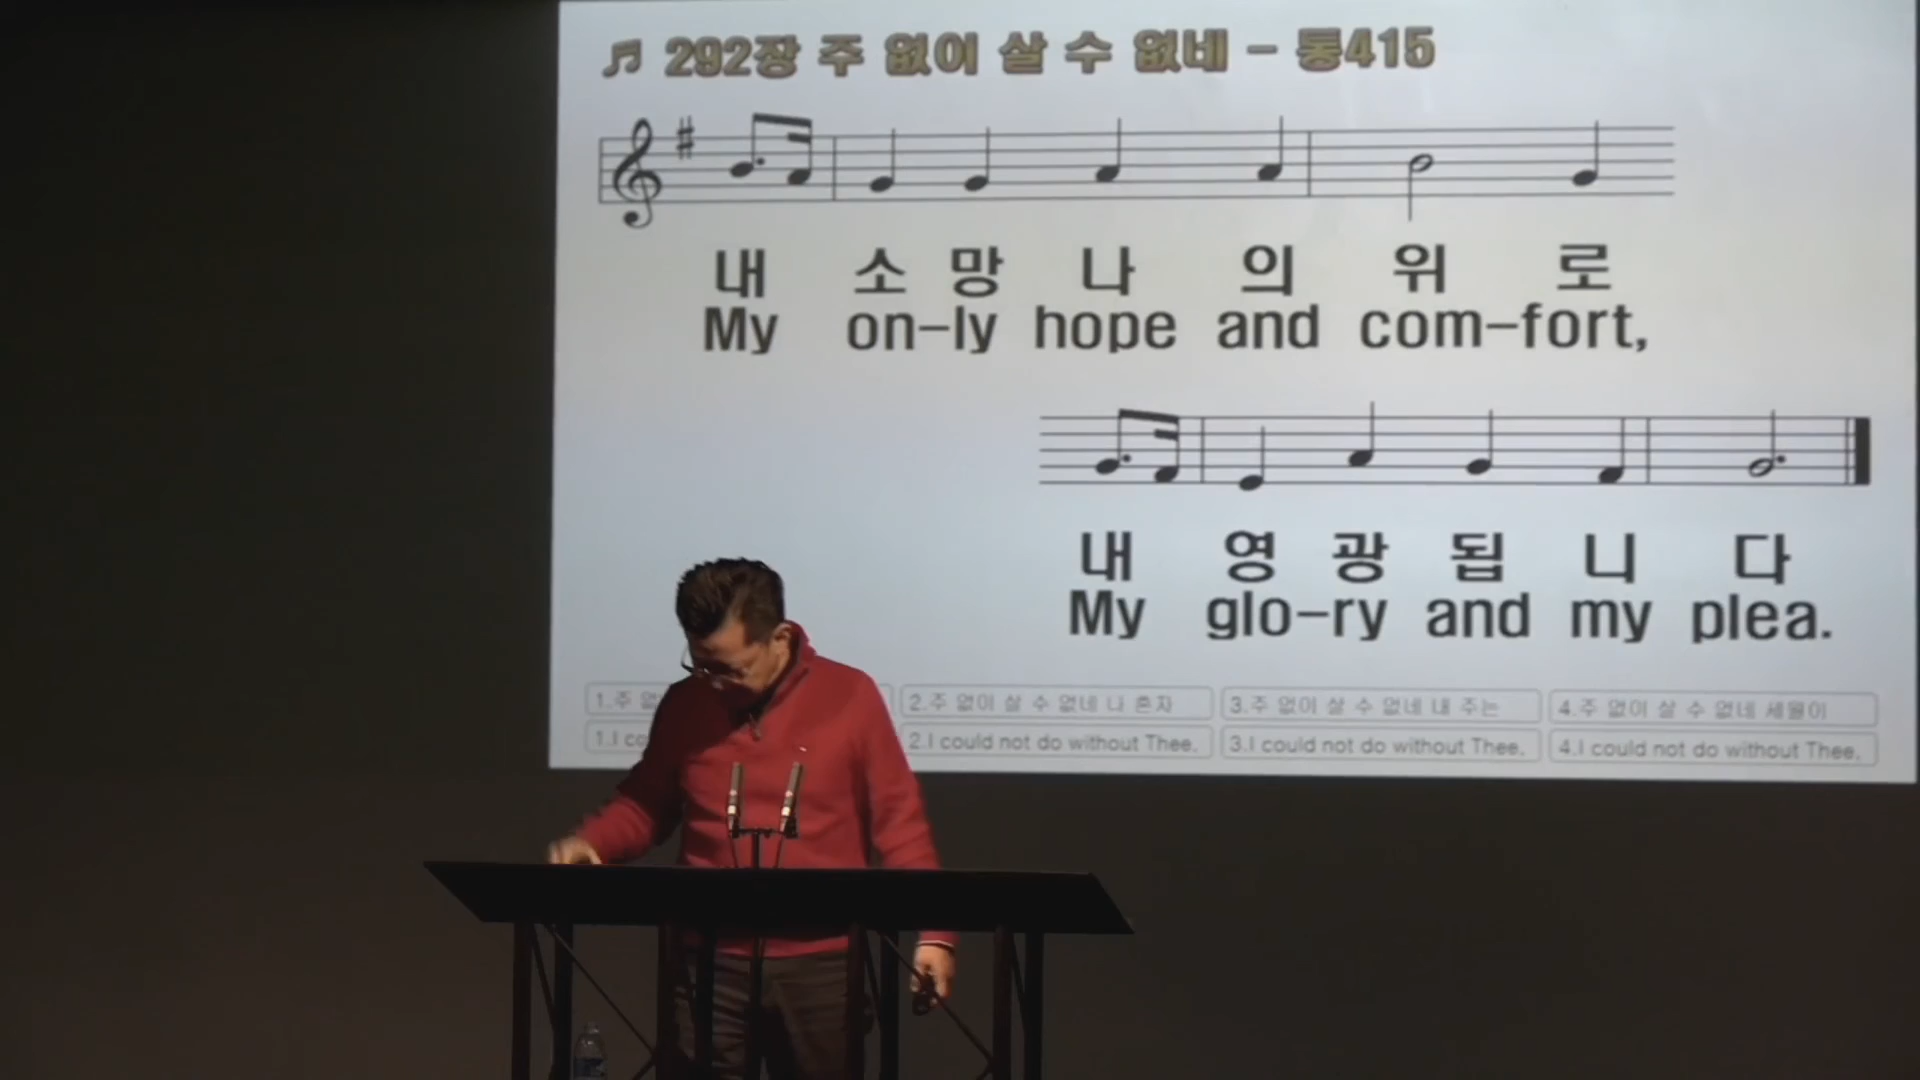 ♬ 292장 주 없이 살 수 없네 - 통415
내 소 망 나 의 위 로
My on-ly hope and com-fort,
내 영 광 됩 니 다
My glo-ry and my plea.
1.주 2.주 없이 살 수 없네 나 혼자 3.주 없이 살 수 없네 내 주는 4.주 없이 살 수 없네 세월이
1.I 2.I could not do without Thee. 3.I could not do without Thee. 4.I could not do without Thee.